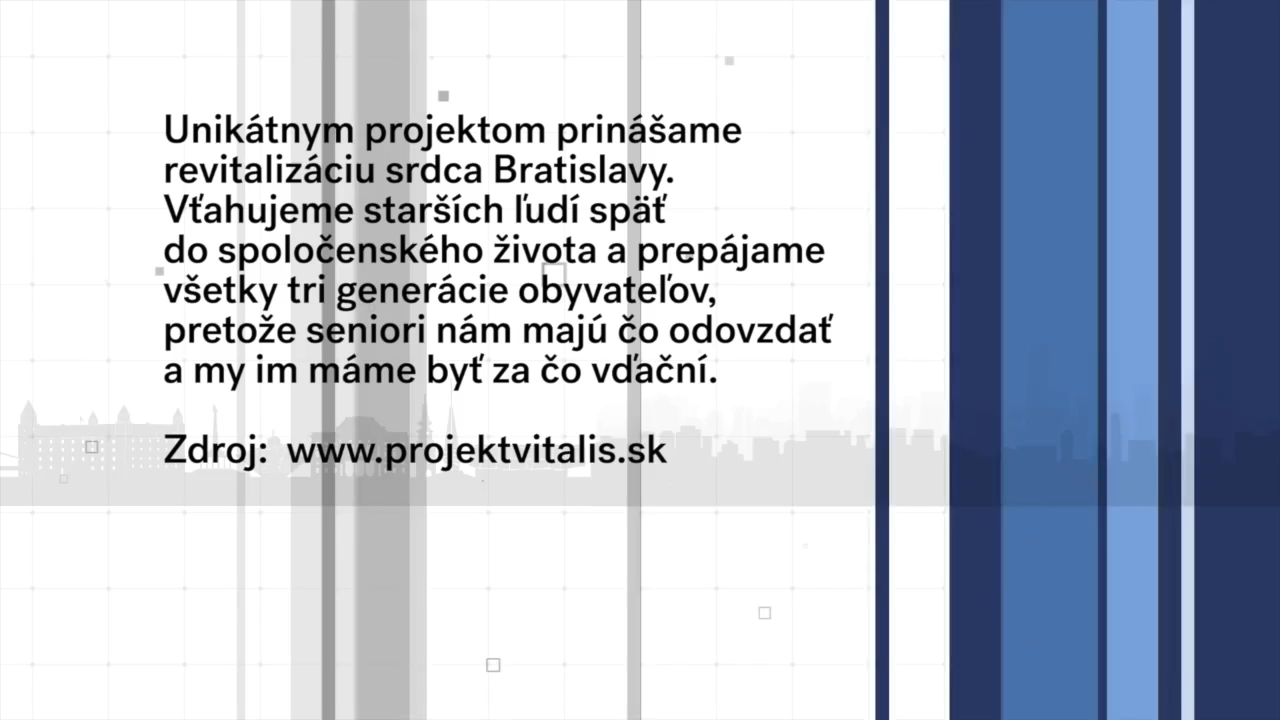 Unikátnym projektom prinášame
revitalizáciu srdca Bratislavy.
Vťahujeme starších ľudí späť
do spoločenského života a prepájame
všetky tri generácie obyvateľov,
pretože seniori nám majú čo odovzdať
a my im máme byť za čo vďační.
Zdroj: www.projektvitalis.sk